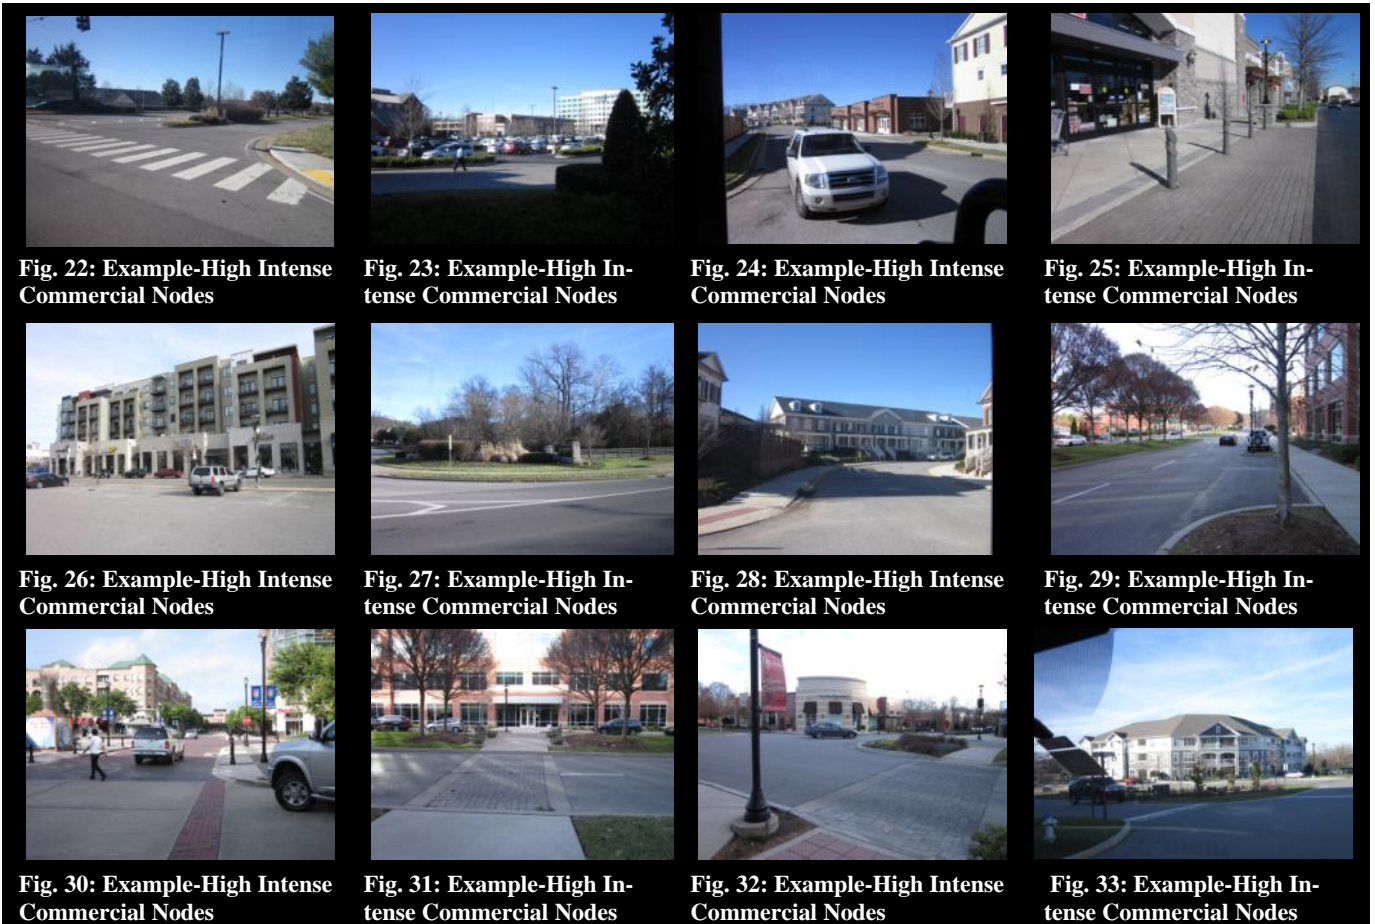 Fig. 22: Example-High Intense
Commercial Nodes
Fig. 23: Example-High In-
tense Commercial Nodes
Fig. 24: Example-High Intense
Commercial Nodes
Fig. 25: Example-High In-
tense Commercial Nodes
Fig. 26: Example-High Intense
Commercial Nodes
Fig. 27: Example-High In-
tense Commercial Nodes
Fig. 28: Example-High Intense
Commercial Nodes
Fig. 29: Example-High In-
tense Commercial Nodes
Fig. 30: Example-High Intense
Commercial Nodes
Fig. 31: Example-High In-
tense Commercial Nodes
Fig. 32: Example-High Intense
Commercial Nodes
Fig. 33: Example-High In-
tense Commercial Nodes